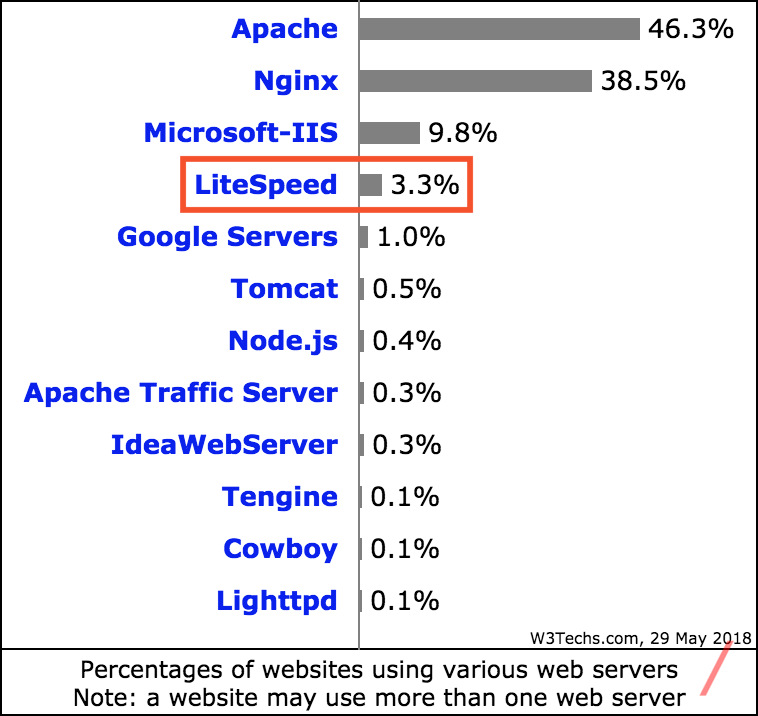 Apache 46.3%
Nginx 38.5%
Microsoft-IIS 9.8%
LiteSpeed 3.3%
Google Servers 1.0%
Tomcat 0.5%
Node.js 0.4%
Apache Traffic Server 0.3%
IdeaWebServer 0.3%
Tengine 0.1%
Cowboy 0.1%
Lighttpd 0.1%
W3Techs.com, 29 May 2018
Percentages of websites using various web servers
Note: a website may use more than one web server